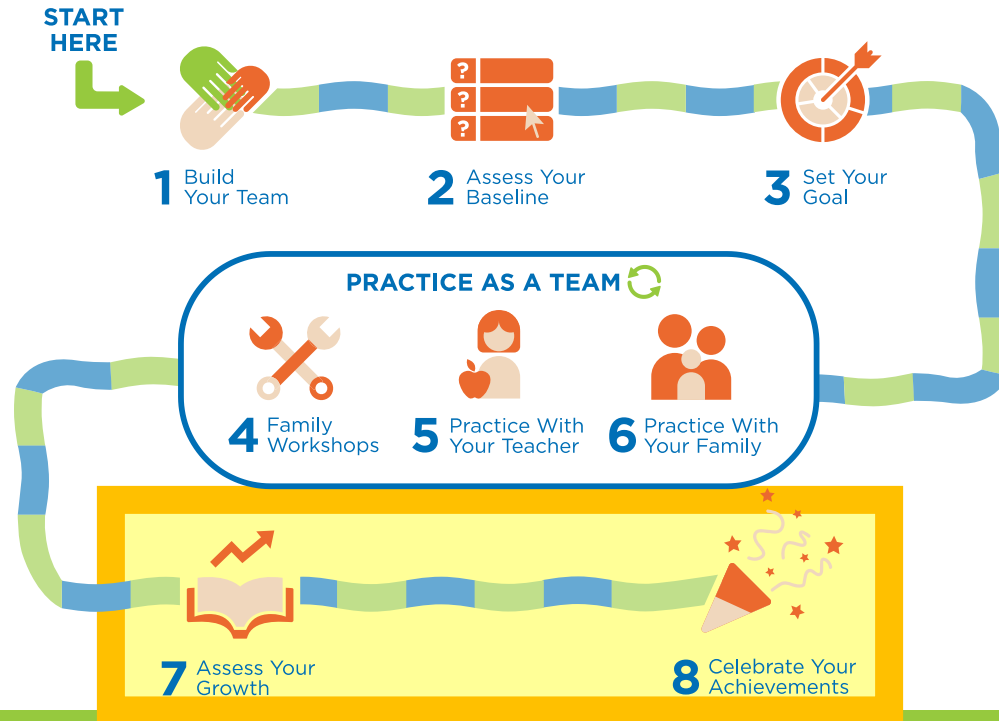 START
HERE
?
?
?
1 Build
Your Team
2 Assess Your
Baseline
3 Set Your
Goal
PRACTICE AS A TEAM
4 Family
Workshops
5 Practice With
Your Teacher
6 Practice With
Your Family
7 Assess Your
Growth
8 Celebrate Your
Achievements